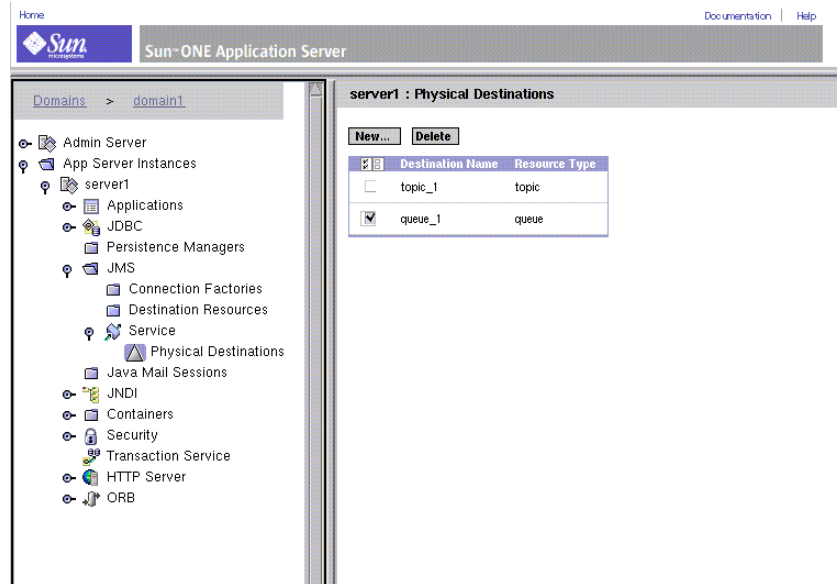 Home
Documentation | Help
Sun
microsystems
Sun™ONE Application Server
Domains > domain1
Admin Server
App Server Instances
server1
Applications
JDBC
Persistence Managers
JMS
Connection Factories
Destination Resources
Service
Physical Destinations
Java Mail Sessions
JNDI
Containers
Security
Transaction Service
HTTP Server
ORB
server1 : Physical Destinations
New... Delete
Destination Name Resource Type
topic_1 topic
queue_1 queue